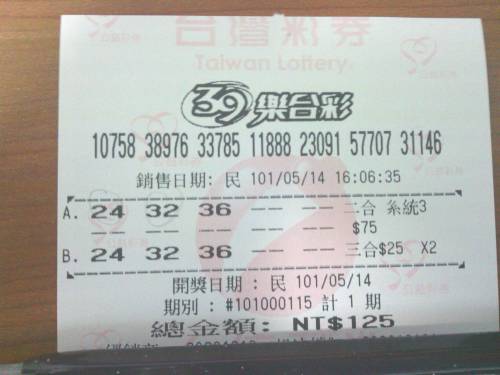 台灣彩券
Taiwan Lottery
39樂合彩
10758 38976 33785 11888 23091 57707 31146
銷售日期: 民 101/05/14 16:06:35
A. 24 32 36 -- -- 二合 系統3
-- -- -- -- -- $75
B. 24 32 36 -- -- 三合$25 X2
開獎日期 : 民 101/05/14
期別 : #101000115 計 1 期
總金額: NT$125